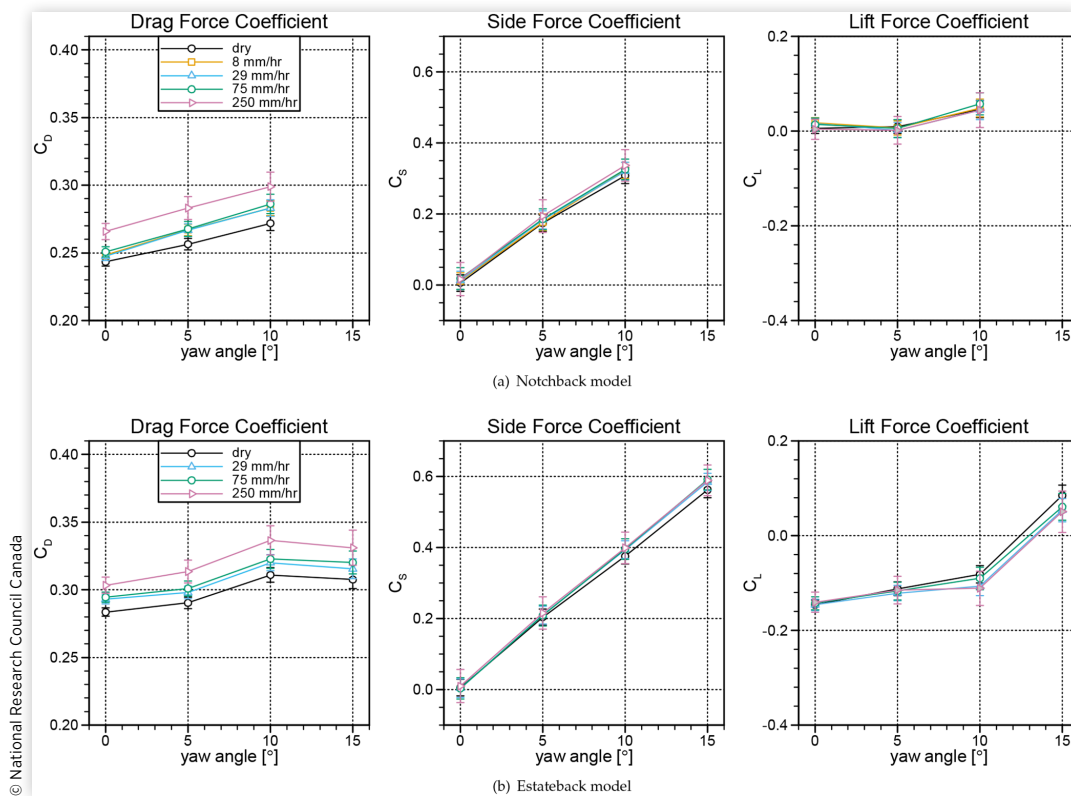 Drag Force Coefficient
Side Force Coefficient
Lift Force Coefficient
0.40
0.35
0.30
0.25
0.20
C_D
dry
8 mm/hr
29 mm/hr
75 mm/hr
250 mm/hr
0 5 10 15
yaw angle [°]
0.6
0.4
0.2
0.0
C_S
0 5 10 15
yaw angle [°]
0.2
0.0
-0.2
-0.4
C_L
0 5 10 15
yaw angle [°]
(a) Notchback model
Drag Force Coefficient
Side Force Coefficient
Lift Force Coefficient
0.40
0.35
0.30
0.25
0.20
C_D
dry
29 mm/hr
75 mm/hr
250 mm/hr
0 5 10 15
yaw angle [°]
0.6
0.4
0.2
0.0
C_S
0 5 10 15
yaw angle [°]
0.2
0.0
-0.2
-0.4
C_L
0 5 10 15
yaw angle [°]
(b) Estateback model
© National Research Council Canada